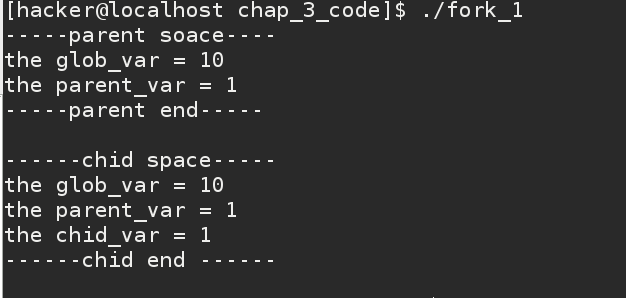 [hacker@localhost chap_3_code]$ ./fork_1
-----parent soace----
the glob_var = 10
the parent_var = 1
-----parent end-----
------chid space-----
the glob_var = 10
the parent_var = 1
the chid_var = 1
------chid end ------